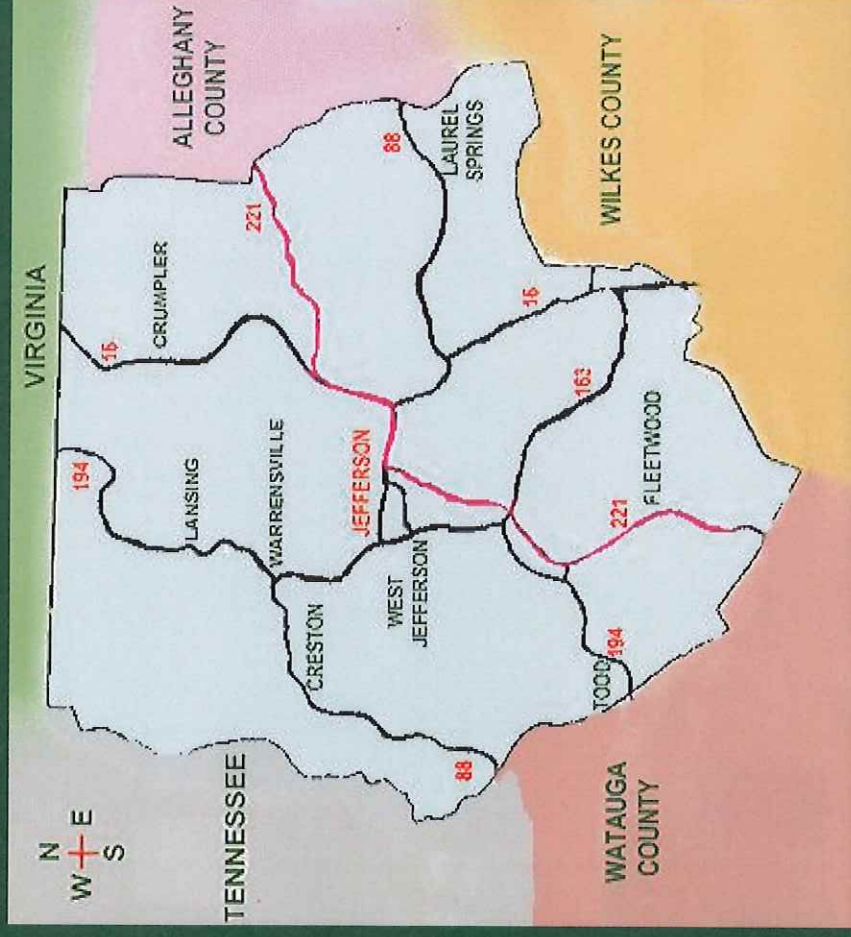 VIRGINIA
N
W E
S
TENNESSEE
ALLEGHANY
COUNTY
194
16
CRUMPLER
221
LANSING
WARRENSVILLE
88
LAUREL
SPRINGS
JEFFERSON
CRESTON
WEST
JEFFERSON
16
WILKES COUNTY
163
88
221
FLEETWOOD
TODD
194
WATAUGA
COUNTY